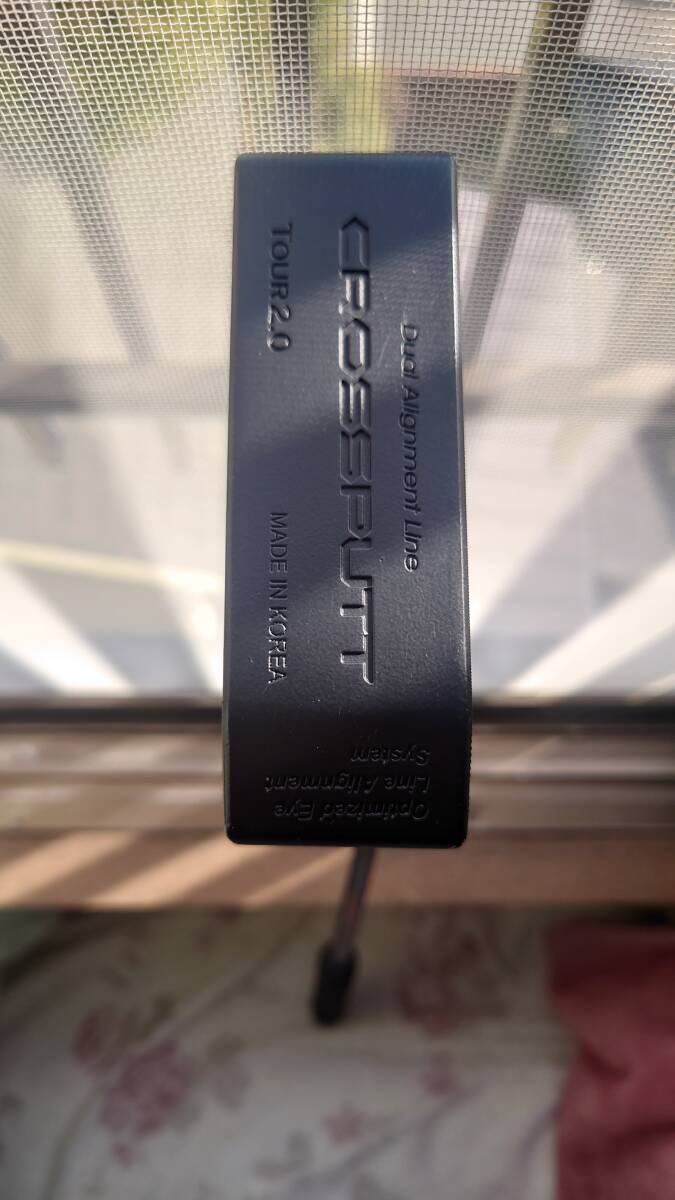 Dual Alignment Line
CROSSPUTT
TOUR 2.0
MADE IN KOREA
Optimized Eye
Line Alignment
System